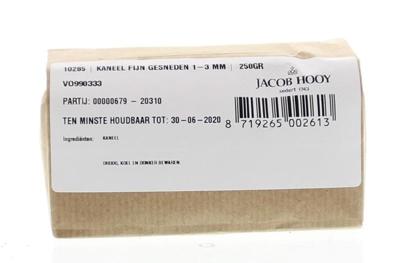 10285 | KANEEL FIJN GESNEDEN 1-3 MM | 250GR
VO990333
JACOB HOOY
sedert 1743
PARTIJ: 00000679 - 20310
TEN MINSTE HOUDBAAR TOT: 30-06-2020
8 719265 002613
Ingrediënten: KANEEL
DROOG, KOEL EN DONKER BEWAREN.